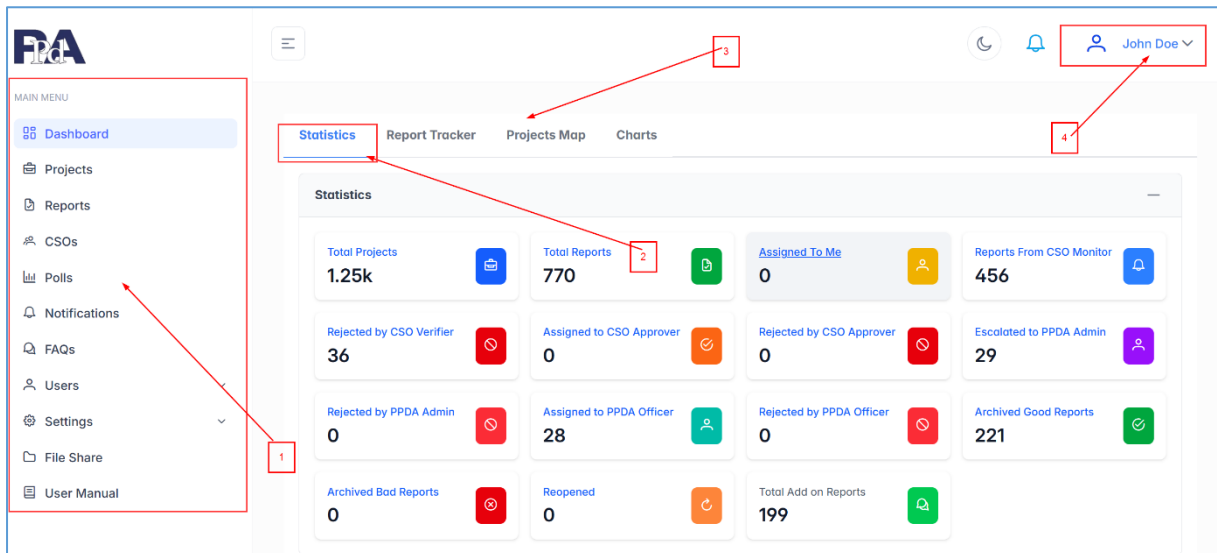 PPdA
3
John Doe
MAIN MENU
Dashboard
Projects
Reports
CSOs
Polls
Notifications
FAQs
Users
Settings
File Share
User Manual
1
4
Statistics Report Tracker Projects Map Charts
Statistics
2
Total Projects
1.25k
Total Reports
770
Assigned To Me
0
Reports From CSO Monitor
456
Rejected by CSO Verifier
36
Assigned to CSO Approver
0
Rejected by CSO Approver
0
Escalated to PPDA Admin
29
Rejected by PPDA Admin
0
Assigned to PPDA Officer
28
Rejected by PPDA Officer
0
Archived Good Reports
221
Archived Bad Reports
0
Reopened
0
Total Add on Reports
199